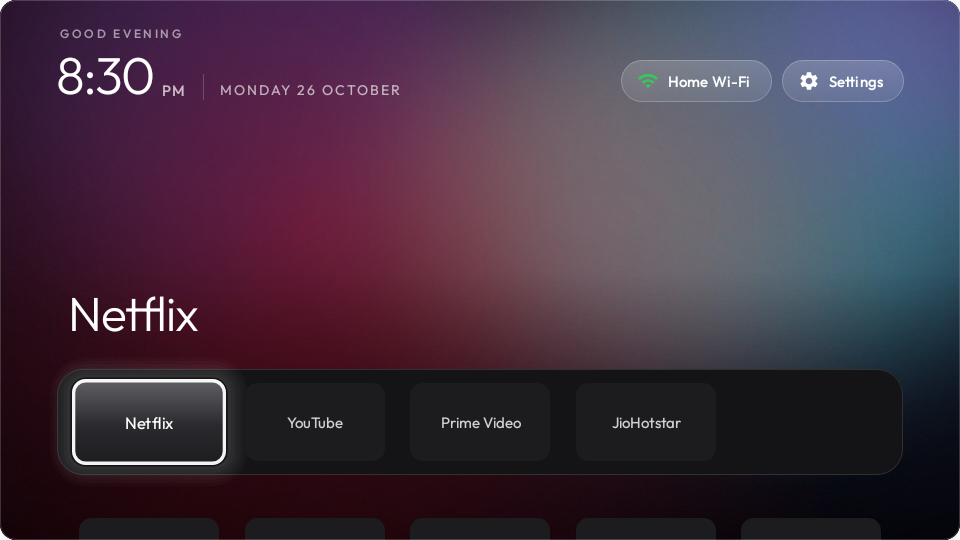 GOOD EVENING
8:30 PM
MONDAY 26 OCTOBER
Home Wi-Fi
Settings
Netflix
Netflix
YouTube
Prime Video
JioHotstar